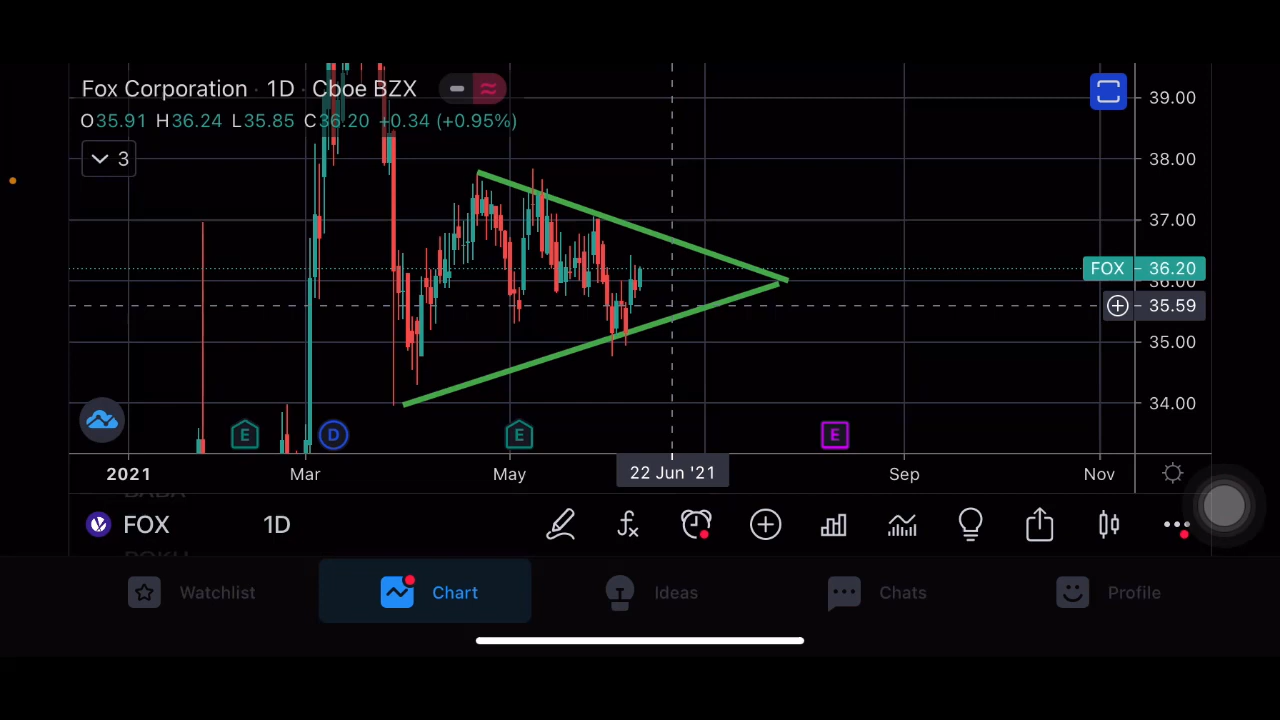 Fox Corporation · 1D · Cboe BZX
O35.91 H36.24 L35.85 C36.20 +0.34 (+0.95%)
3
39.00
38.00
37.00
FOX 36.20
36.00
35.59
35.00
34.00
E D E E
2021 Mar May 22 Jun '21 Sep Nov
FOX 1D
Watchlist Chart Ideas Chats Profile